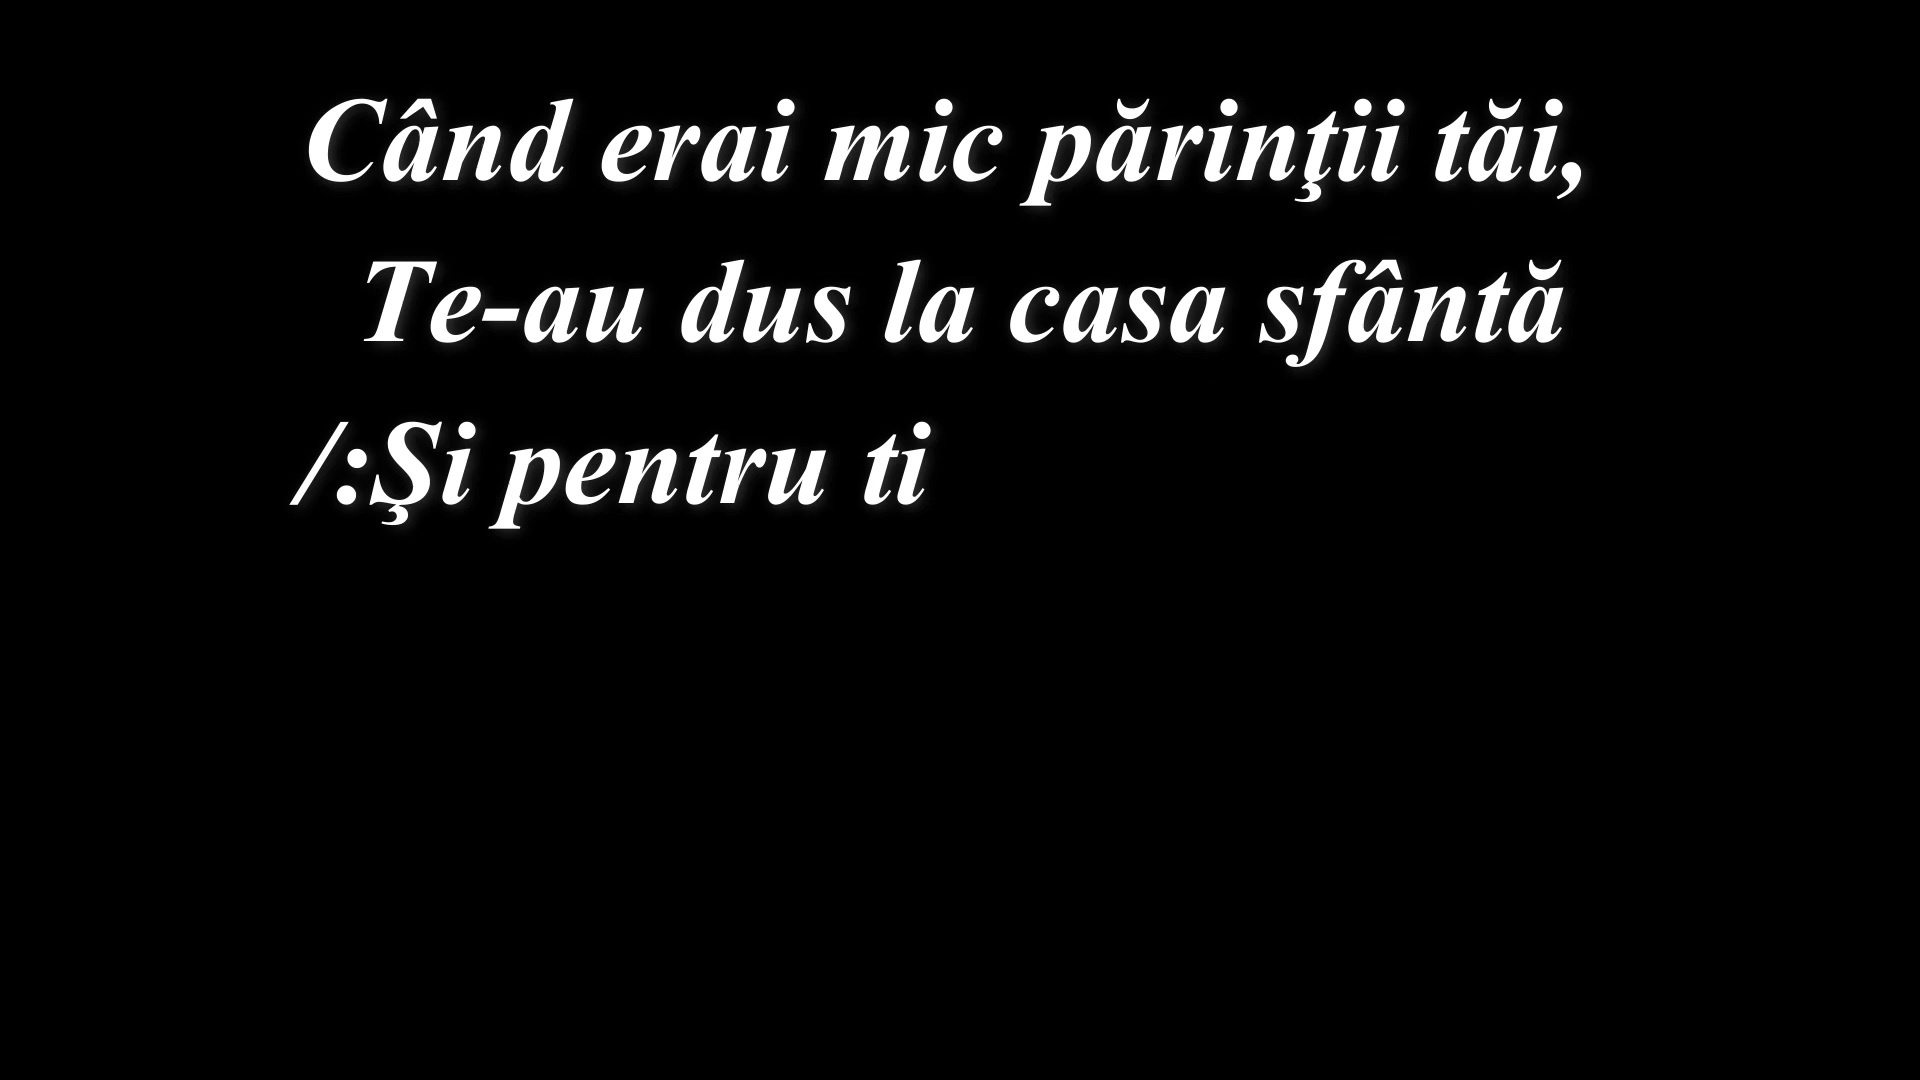 Când erai mic părinţii tăi,
Te-au dus la casa sfântă
/:Şi pentru ti